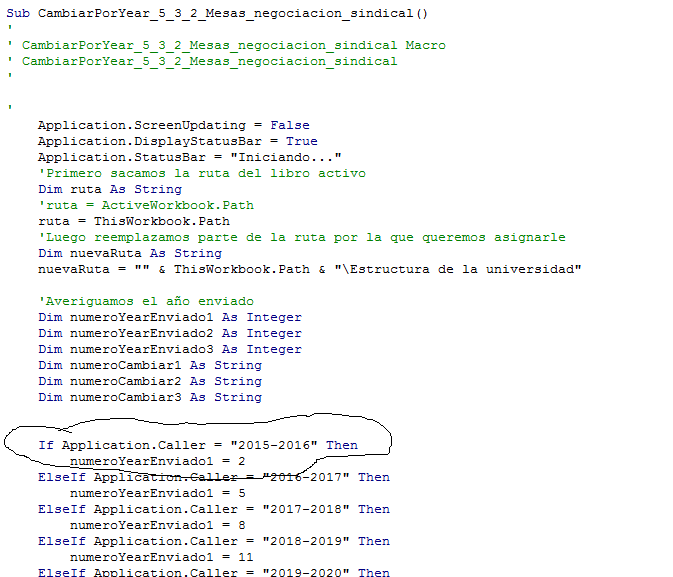 Sub CambiarPorYear_5_3_2_Mesas_negociacion_sindical()
'
' CambiarPorYear_5_3_2_Mesas_negociacion_sindical Macro
' CambiarPorYear_5_3_2_Mesas_negociacion_sindical
'
'
Application.ScreenUpdating = False
Application.DisplayStatusBar = True
Application.StatusBar = "Iniciando..."
'Primero sacamos la ruta del libro activo
Dim ruta As String
'ruta = ActiveWorkbook.Path
ruta = ThisWorkbook.Path
'Luego reemplazamos parte de la ruta por la que queremos asignarle
Dim nuevaRuta As String
nuevaRuta = "" & ThisWorkbook.Path & "\Estructura de la universidad"
'Averiguamos el año enviado
Dim numeroYearEnviado1 As Integer
Dim numeroYearEnviado2 As Integer
Dim numeroYearEnviado3 As Integer
Dim numeroCambiar1 As String
Dim numeroCambiar2 As String
Dim numeroCambiar3 As String
If Application.Caller = "2015-2016" Then
numeroYearEnviado1 = 2
ElseIf Application.Caller = "2016-2017" Then
numeroYearEnviado1 = 5
ElseIf Application.Caller = "2017-2018" Then
numeroYearEnviado1 = 8
ElseIf Application.Caller = "2018-2019" Then
numeroYearEnviado1 = 11
ElseIf Application.Caller = "2019-2020" Then